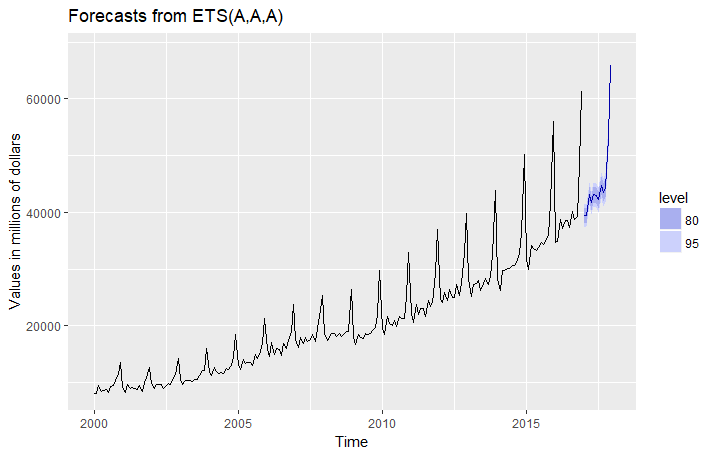 Forecasts from ETS(A,A,A)
Values in millions of dollars
60000
40000
20000
2000
2005
2010
2015
Time
level
80
95